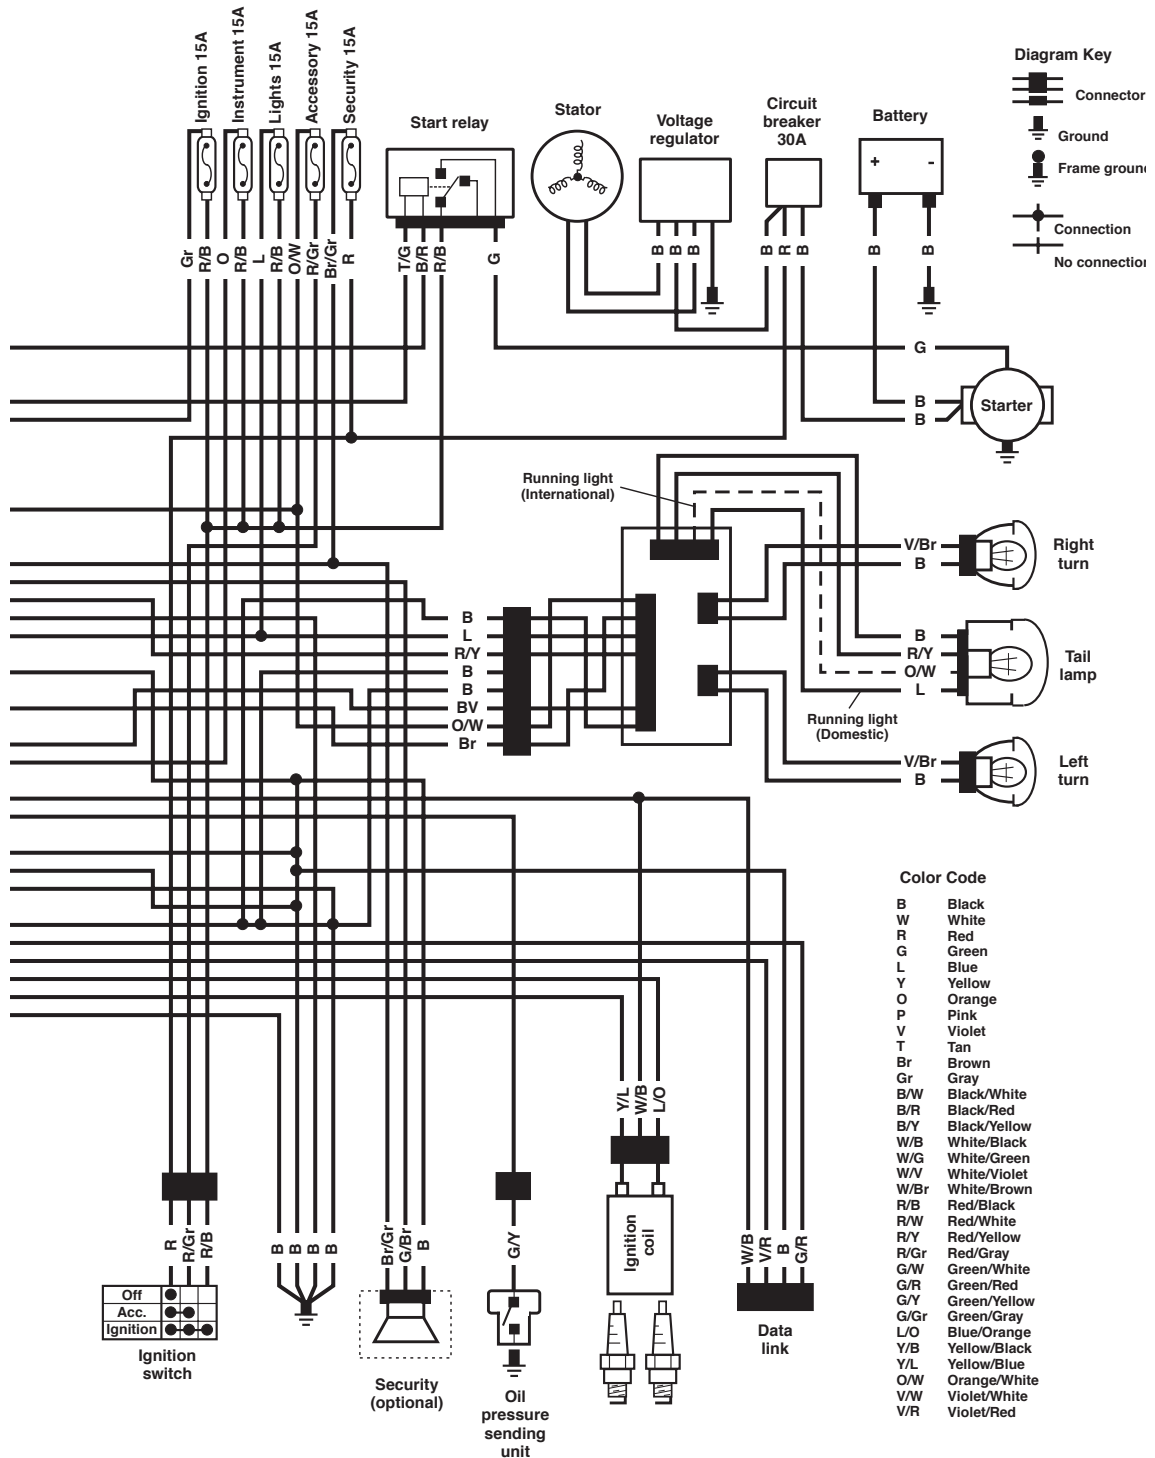 Ignition 15A
Instrument 15A
Lights 15A
Accessory 15A
Security 15A
Start relay
Stator
Voltage
regulator
Circuit
breaker
30A
Battery
+
-
Diagram Key
Connector
Ground
Frame ground
Connection
No connection
Gr
R/B
O
R/B
L
R/B
O/W
R/Gr
Br/Gr
R
T/G
B/R
R/B
G
B
B
B
B
R
B
B
B
G
B
B
Starter
Running light
(International)
V/Br
B
Right
turn
B
R/Y
O/W
L
Tail
lamp
Running light
(Domestic)
V/Br
B
Left
turn
B
L
R/Y
B
B
BV
O/W
Br
Y/L
W/B
L/O
R
R/Gr
R/B
B
B
B
B
Br/Gr
G/Br
B
G/Y
W/B
V/R
B
G/R
Off
Acc.
Ignition
Ignition
switch
Security
(optional)
Oil
pressure
sending
unit
Ignition
coil
Data
link
Color Code
B Black
W White
R Red
G Green
L Blue
Y Yellow
O Orange
P Pink
V Violet
T Tan
Br Brown
Gr Gray
B/W Black/White
B/R Black/Red
B/Y Black/Yellow
W/B White/Black
W/G White/Green
W/V White/Violet
W/Br White/Brown
R/B Red/Black
R/W Red/White
R/Y Red/Yellow
R/Gr Red/Gray
G/W Green/White
G/R Green/Red
G/Y Green/Yellow
G/Gr Green/Gray
L/O Blue/Orange
Y/B Yellow/Black
Y/L Yellow/Blue
O/W Orange/White
V/W Violet/White
V/R Violet/Red